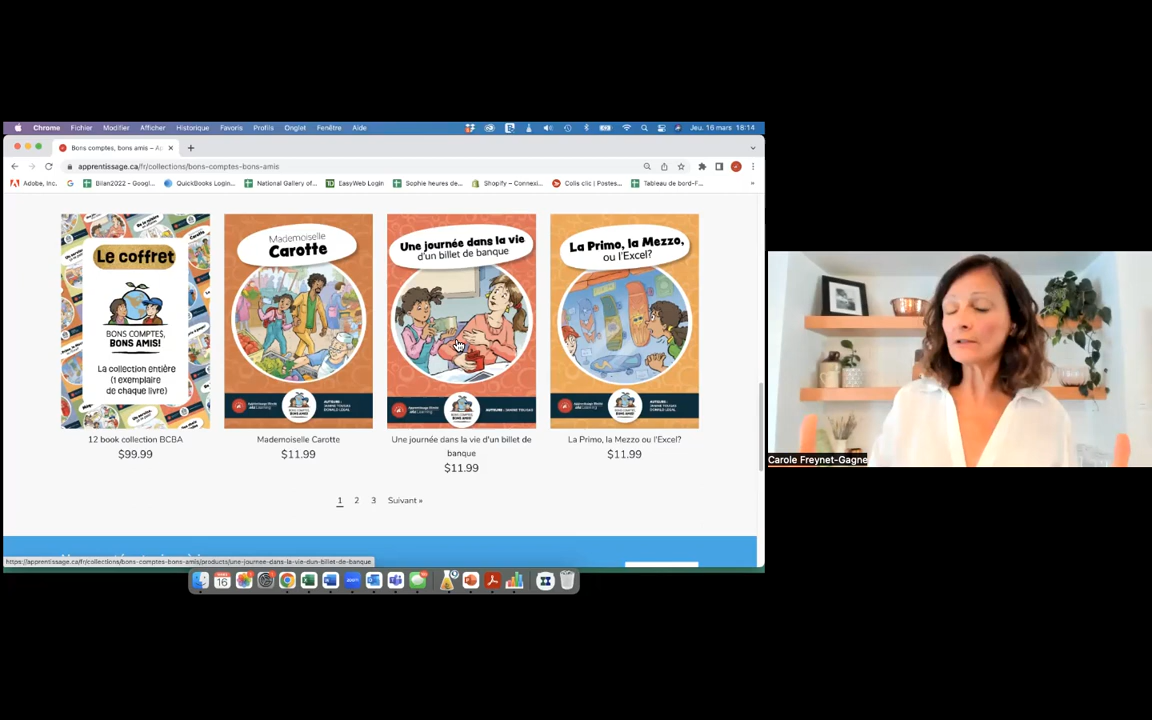 Chrome Fichier Modifier Afficher Historique Favoris Profils Onglet Fenêtre Aide Jeu. 16 mars 18:14
Bons comptes, bons amis – Ap
apprentissage.ca/fr/collections/bons-comptes-bons-amis
Adobe, Inc. Bilan2022 - Googl... QuickBooks Login... National Gallery of... EasyWeb Login Sophie heures de... Shopify – Connexi... Colis clic | Postes... Tableau de bord-F... »
Le coffret
BONS COMPTES,
BONS AMIS!
La collection entière
(1 exemplaire
de chaque livre)
12 book collection BCBA
$99.99
Mademoiselle
Carotte
Mademoiselle Carotte
$11.99
Une journée dans la vie
d'un billet de banque
Une journée dans la vie d'un billet de
banque
$11.99
La Primo, la Mezzo,
ou l'Excel?
La Primo, la Mezzo ou l'Excel?
$11.99
1 2 3 Suivant »
https://apprentissage.ca/fr/collections/bons-comptes-bons-amis/products/une-journee-dans-la-vie-dun-billet-de-banque
Carole Freynet-Gagne